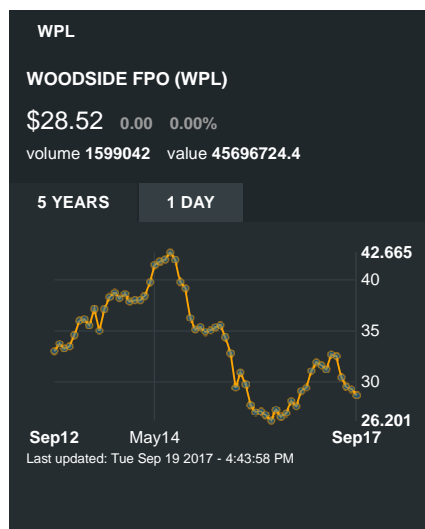 WPL
WOODSIDE FPO (WPL)
$28.52 0.00 0.00%
volume 1599042 value 45696724.4
5 YEARS 1 DAY
42.665
40
35
30
26.201
Sep12 May14 Sep17
Last updated: Tue Sep 19 2017 - 4:43:58 PM